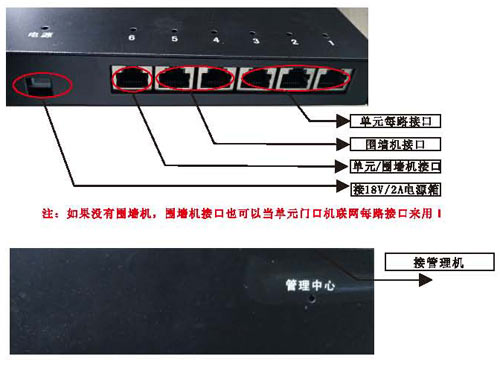 电源 6 5 4 3 2 1
单元每路接口
围墙机接口
单元/围墙机接口
接18V/2A电源箱
注：如果没有围墙机，围墙机接口也可以当单元门口机联网每路接口来用！
接管理机
管理中心